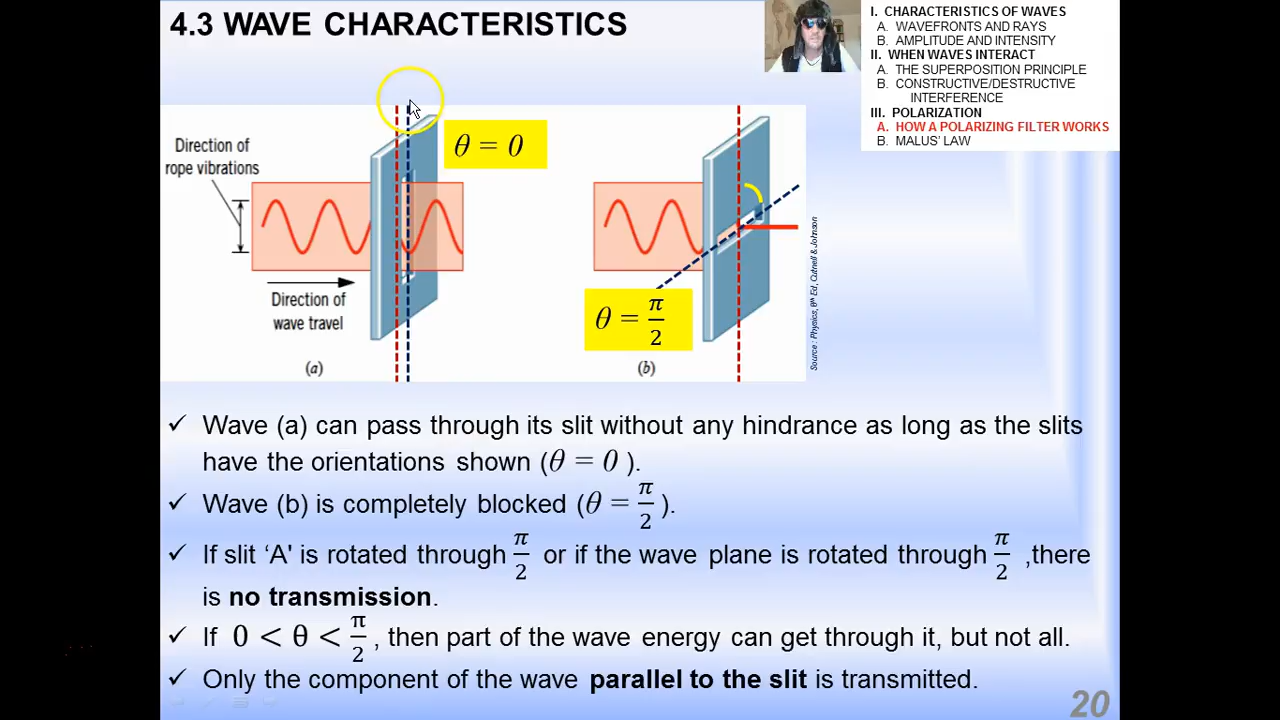 4.3 WAVE CHARACTERISTICS
I. CHARACTERISTICS OF WAVES
A. WAVEFRONTS AND RAYS
B. AMPLITUDE AND INTENSITY
II. WHEN WAVES INTERACT
A. THE SUPERPOSITION PRINCIPLE
B. CONSTRUCTIVE/DESTRUCTIVE
INTERFERENCE
III. POLARIZATION
A. HOW A POLARIZING FILTER WORKS
B. MALUS' LAW
Direction of
rope vibrations
θ = 0
Direction of
wave travel
(a)
θ = π/2
(b)
Source: Physics, 6th Ed, Cutnell & Johnson
✓ Wave (a) can pass through its slit without any hindrance as long as the slits
have the orientations shown (θ = 0 ).
✓ Wave (b) is completely blocked (θ = π/2 ).
✓ If slit ‘A' is rotated through π/2 or if the wave plane is rotated through π/2 ,there
is no transmission.
✓ If 0 < θ < π/2 , then part of the wave energy can get through it, but not all.
✓ Only the component of the wave parallel to the slit is transmitted.
20